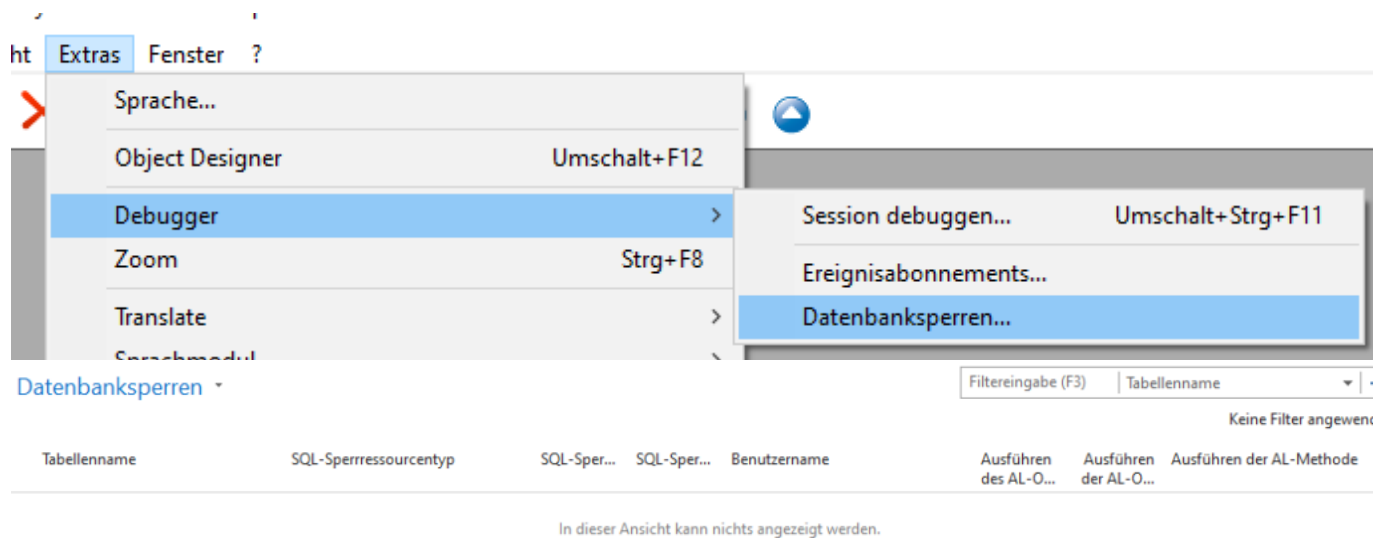 ht Extras Fenster ?
Sprache...
Object Designer Umschalt+F12
Debugger >
Session debuggen... Umschalt+Strg+F11
Zoom Strg+F8
Ereignisabonnements...
Translate >
Datenbanksperren...
Datenbanksperren
Filtereingabe (F3) Tabellenname
Keine Filter angewend
Tabellenname SQL-Sperrressourcentyp SQL-Sper... SQL-Sper... Benutzername Ausführen des AL-O... Ausführen der AL-O... Ausführen der AL-Methode
In dieser Ansicht kann nichts angezeigt werden.